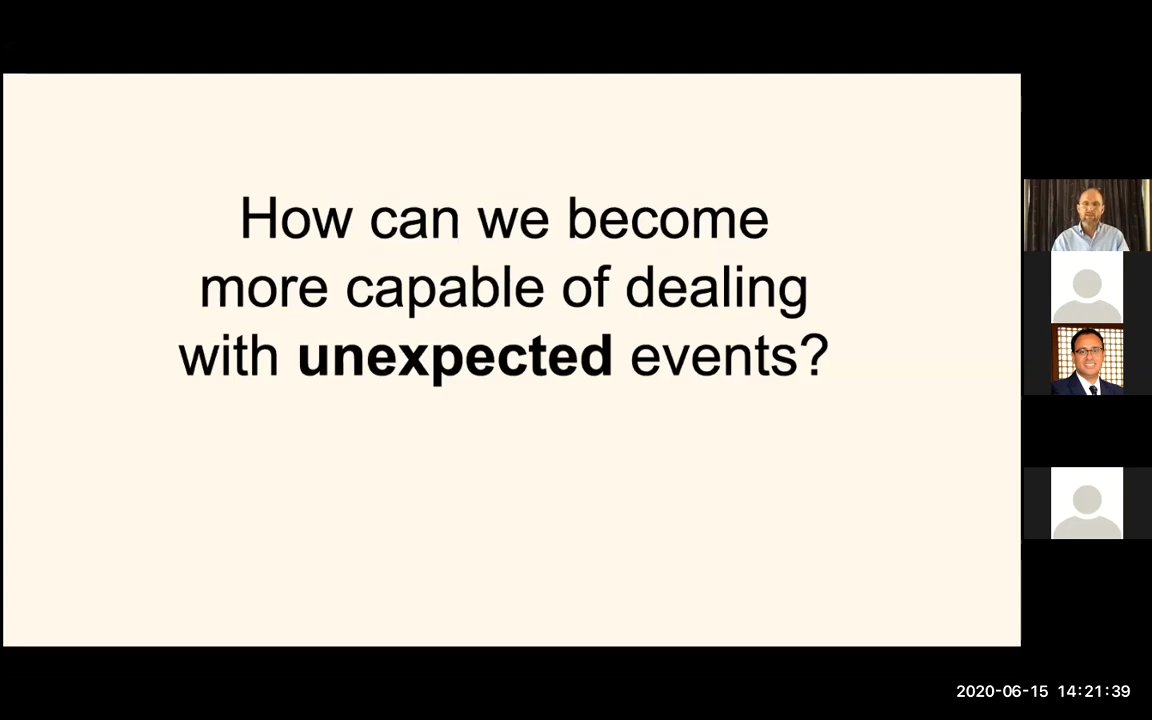 How can we become
more capable of dealing
with unexpected events?
2020-06-15 14:21:39